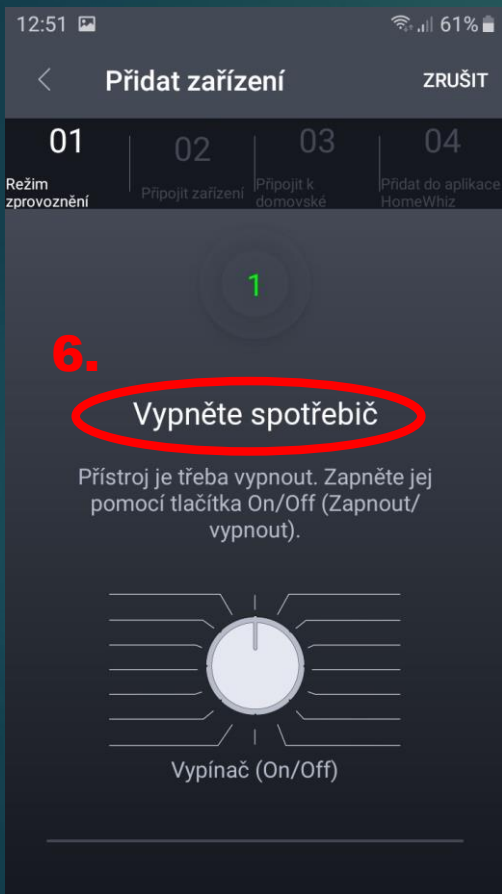 12:51 61%
Přidat zařízení ZRUŠIT
01 02 03 04
Režim zprovoznění
Připojit zařízení
Připojit k domovské
Přidat do aplikace HomeWhiz
1
6.
Vypněte spotřebič
Přístroj je třeba vypnout. Zapněte jej
pomocí tlačítka On/Off (Zapnout/
vypnout).
Vypínač (On/Off)